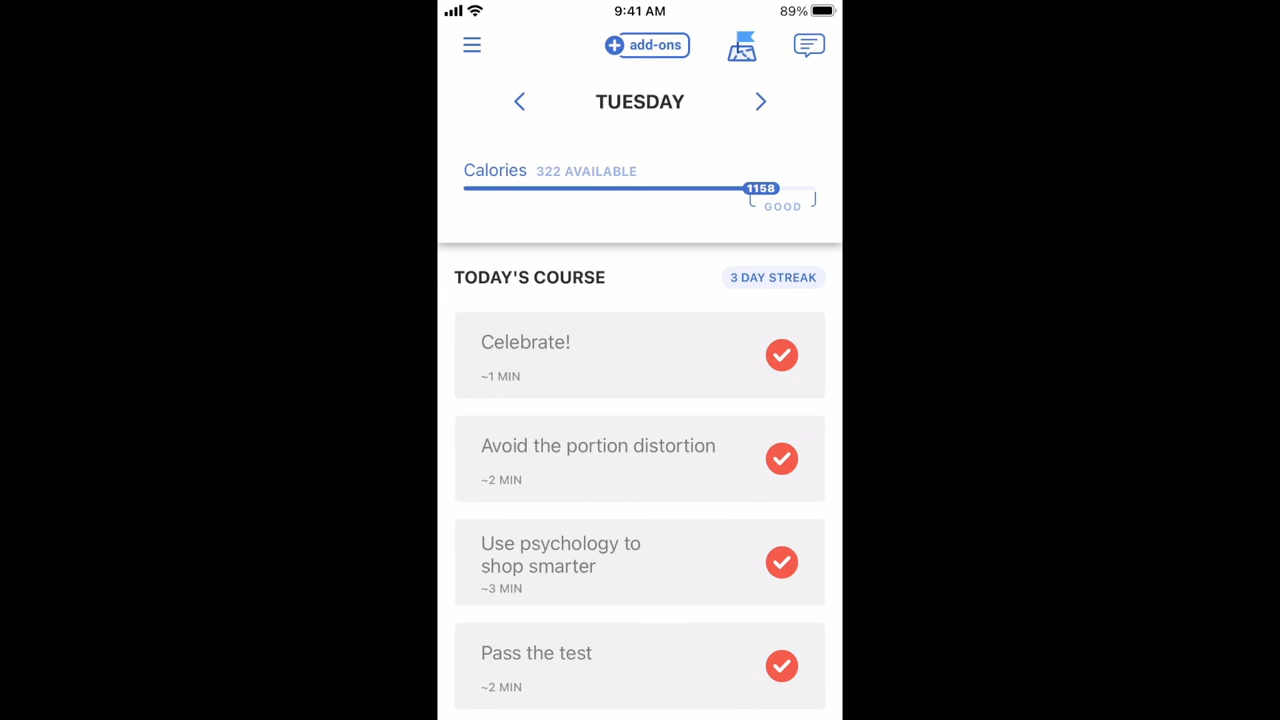 9:41 AM
89%
add-ons
TUESDAY
Calories 322 AVAILABLE
1158
GOOD
TODAY'S COURSE
3 DAY STREAK
Celebrate!
~1 MIN
Avoid the portion distortion
~2 MIN
Use psychology to
shop smarter
~3 MIN
Pass the test
~2 MIN